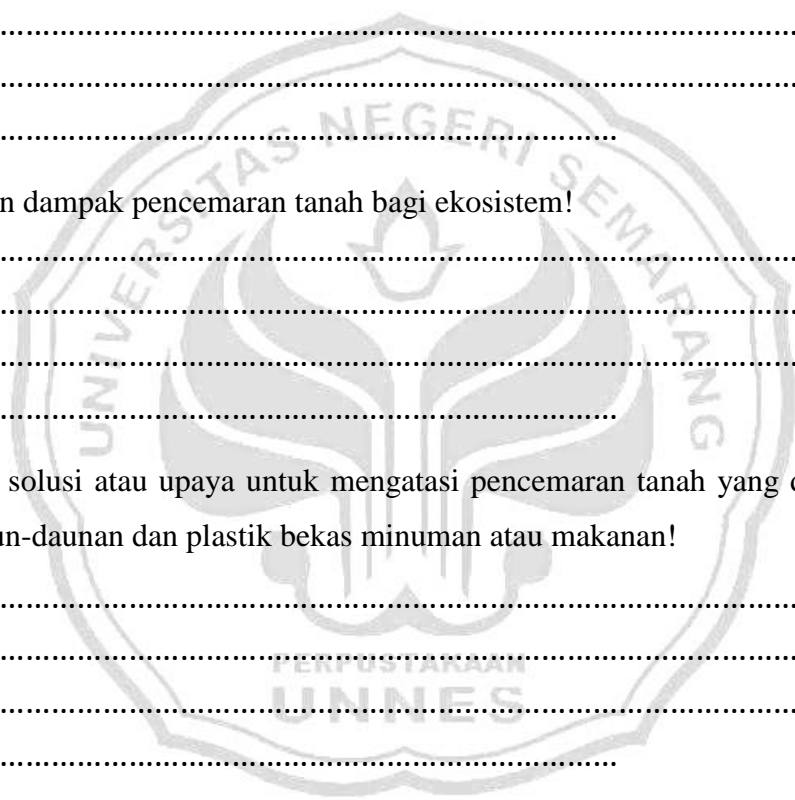 ……………………………………………………………………………
……………………………………………………………………………
…………………………………………………………..
n dampak pencemaran tanah bagi ekosistem!
……………………………………………………………………………
……………………………………………………………………………
……………………………………………………………………………
…………………………………………………………..
solusi atau upaya untuk mengatasi pencemaran tanah yang
un-daunan dan plastik bekas minuman atau makanan!
……………………………………………………………………………
……………………………………………………………………………
……………………………………………………………………………
…………………………………………………………..
UNIVERSITAS NEGERI SEMARANG
PERPUSTAKAAN
UNNES